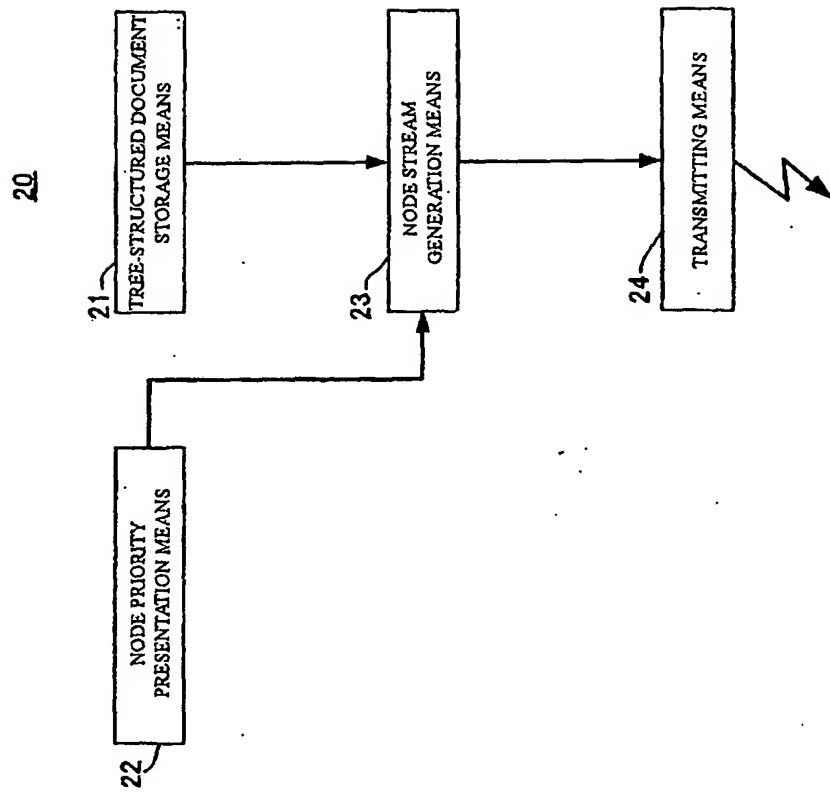 20
21
TREE-STRUCTURED DOCUMENT
STORAGE MEANS
22
NODE PRIORITY
PRESENTATION MEANS
23
NODE STREAM
GENERATION MEANS
24
TRANSMITTING MEANS